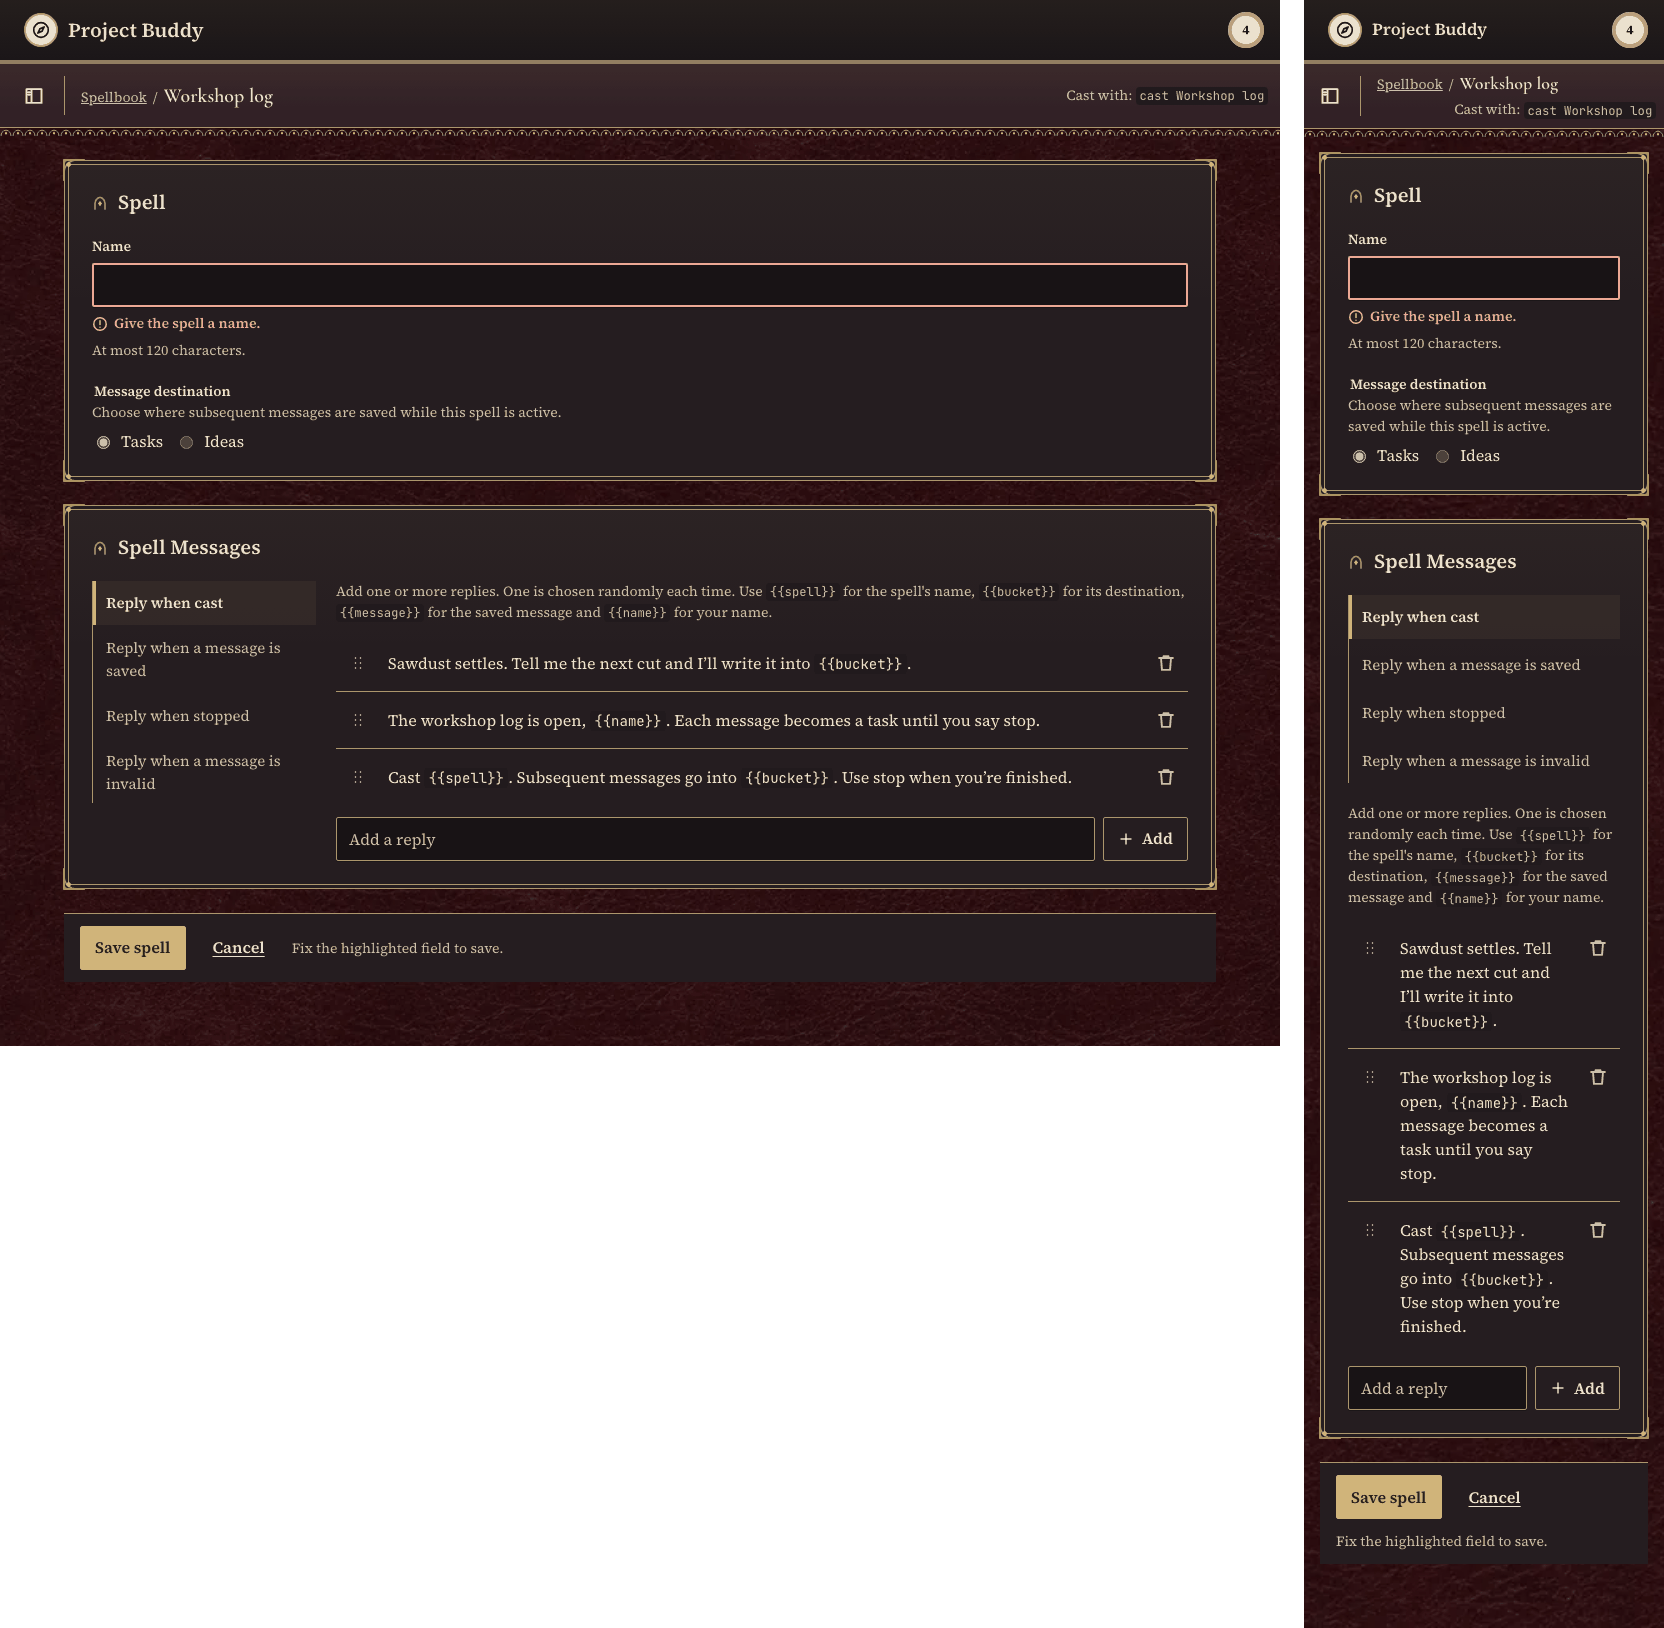 Project Buddy
4
Spellbook / Workshop log
Cast with: cast Workshop log
Spell
Name
Give the spell a name.
At most 120 characters.
Message destination
Choose where subsequent messages are saved while this spell is active.
Tasks Ideas
Spell Messages
Reply when cast
Reply when a message is
saved
Reply when stopped
Reply when a message is
invalid
Add one or more replies. One is chosen randomly each time. Use {{spell}} for the spell's name, {{bucket}} for its destination,
{{message}} for the saved message and {{name}} for your name.
Sawdust settles. Tell me the next cut and I’ll write it into {{bucket}}.
The workshop log is open, {{name}}. Each message becomes a task until you say stop.
Cast {{spell}}. Subsequent messages go into {{bucket}}. Use stop when you’re finished.
Add a reply
+ Add
Save spell Cancel Fix the highlighted field to save.
Project Buddy
4
Spellbook / Workshop log
Cast with: cast Workshop log
Spell
Name
Give the spell a name.
At most 120 characters.
Message destination
Choose where subsequent messages are
saved while this spell is active.
Tasks Ideas
Spell Messages
Reply when cast
Reply when a message is saved
Reply when stopped
Reply when a message is invalid
Add one or more replies. One is chosen
randomly each time. Use {{spell}} for
the spell's name, {{bucket}} for its
destination, {{message}} for the saved
message and {{name}} for your name.
Sawdust settles. Tell
me the next cut and
I’ll write it into
{{bucket}}.
The workshop log is
open, {{name}}. Each
message becomes a
task until you say
stop.
Cast {{spell}}.
Subsequent messages
go into {{bucket}}.
Use stop when you’re
finished.
Add a reply
+ Add
Save spell Cancel
Fix the highlighted field to save.